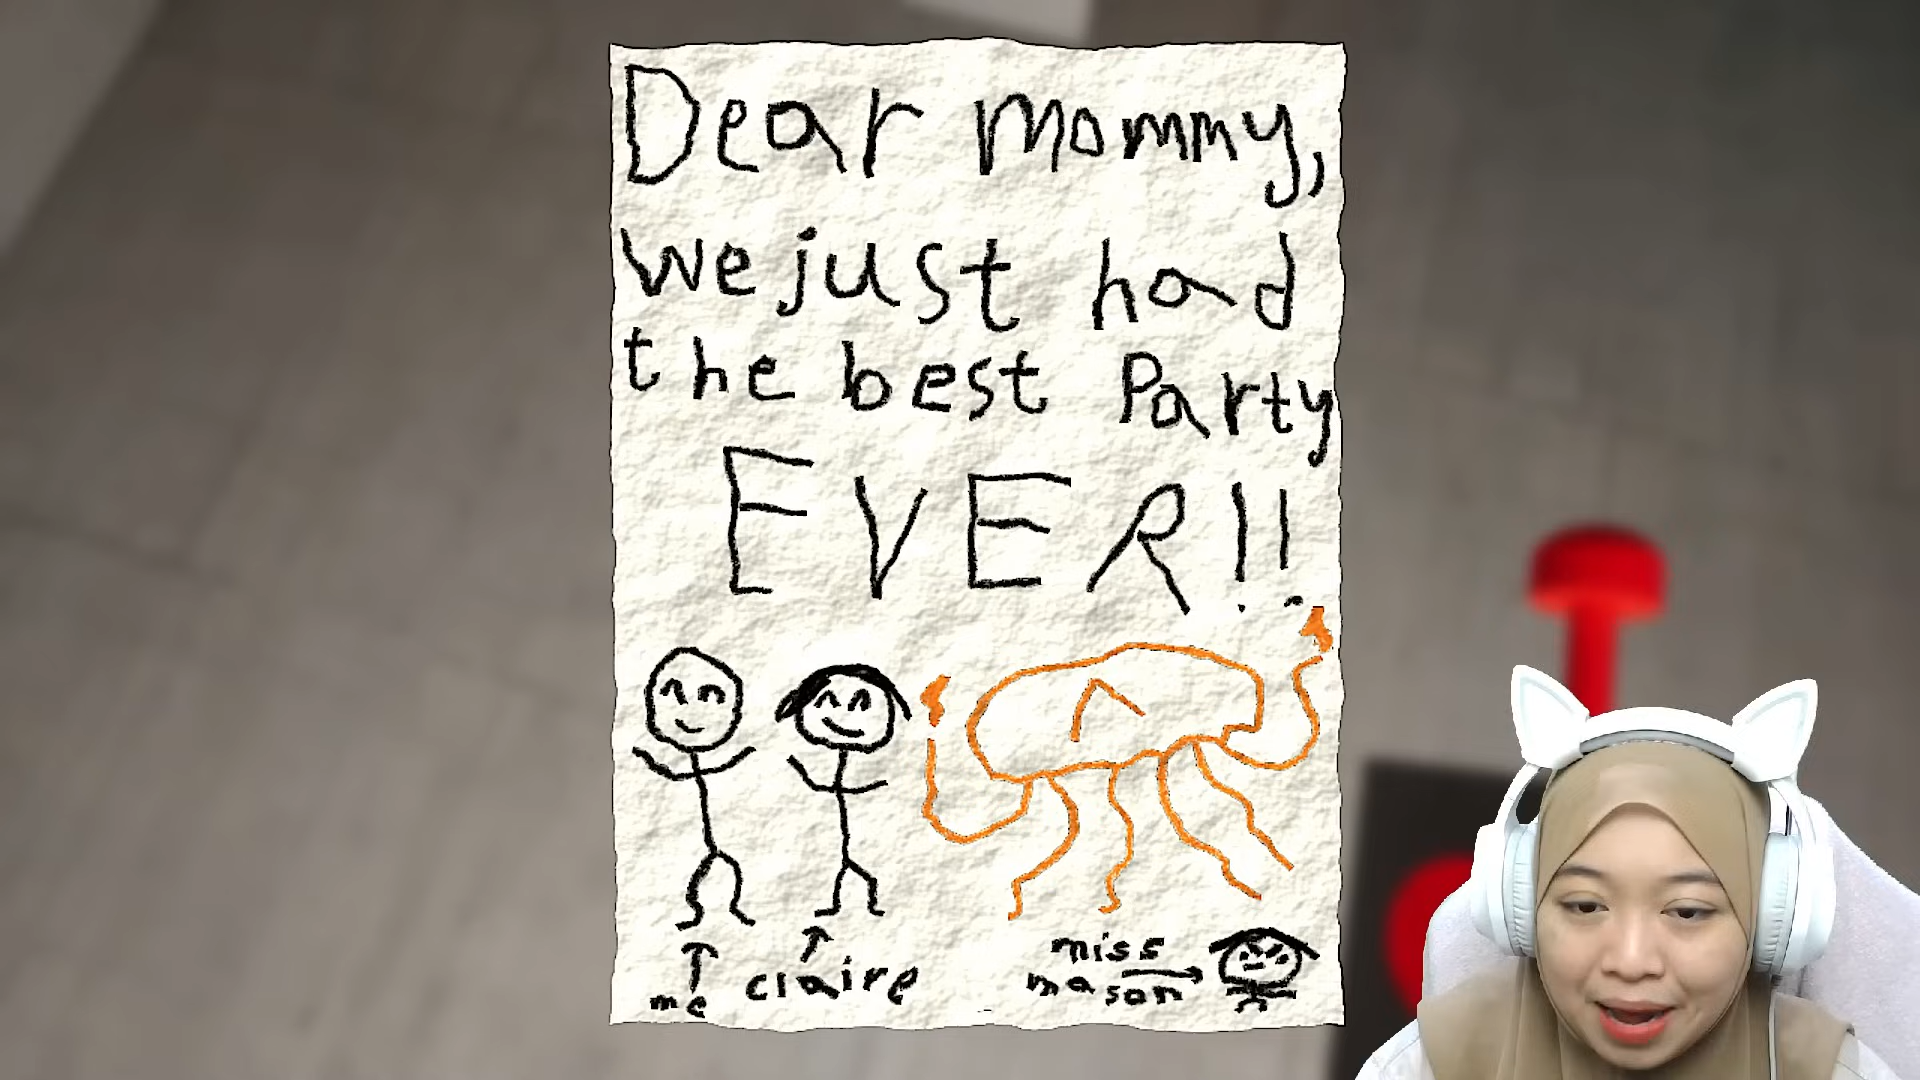 Dear mommy,
we just had
the best Party
EVER!!
me
claire
miss
mason